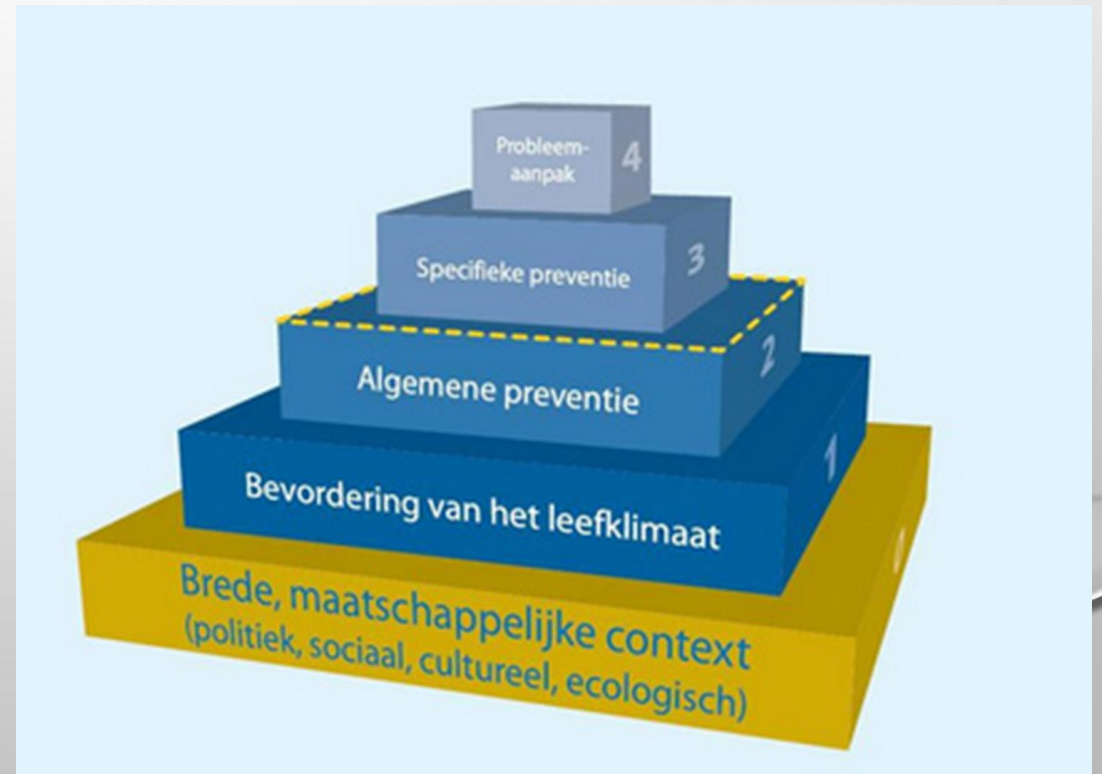 Probleem-
aanpak
4
Specifieke preventie
3
Algemene preventie
2
Bevordering van het leefklimaat
1
Brede, maatschappelijke context
(politiek, sociaal, cultureel, ecologisch)
0